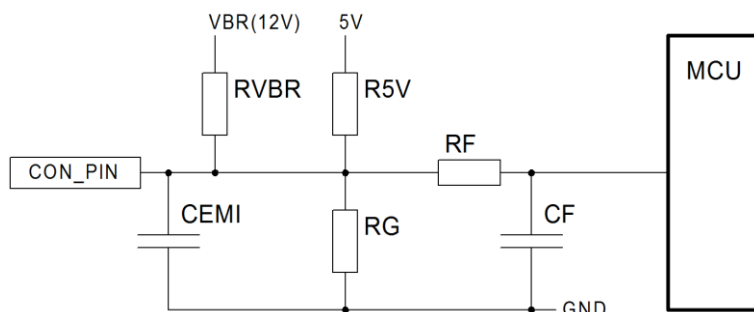 VBR(12V) 5V
MCU
RVBR R5V
RF
CON_PIN
CEMI
RG
CF
GND